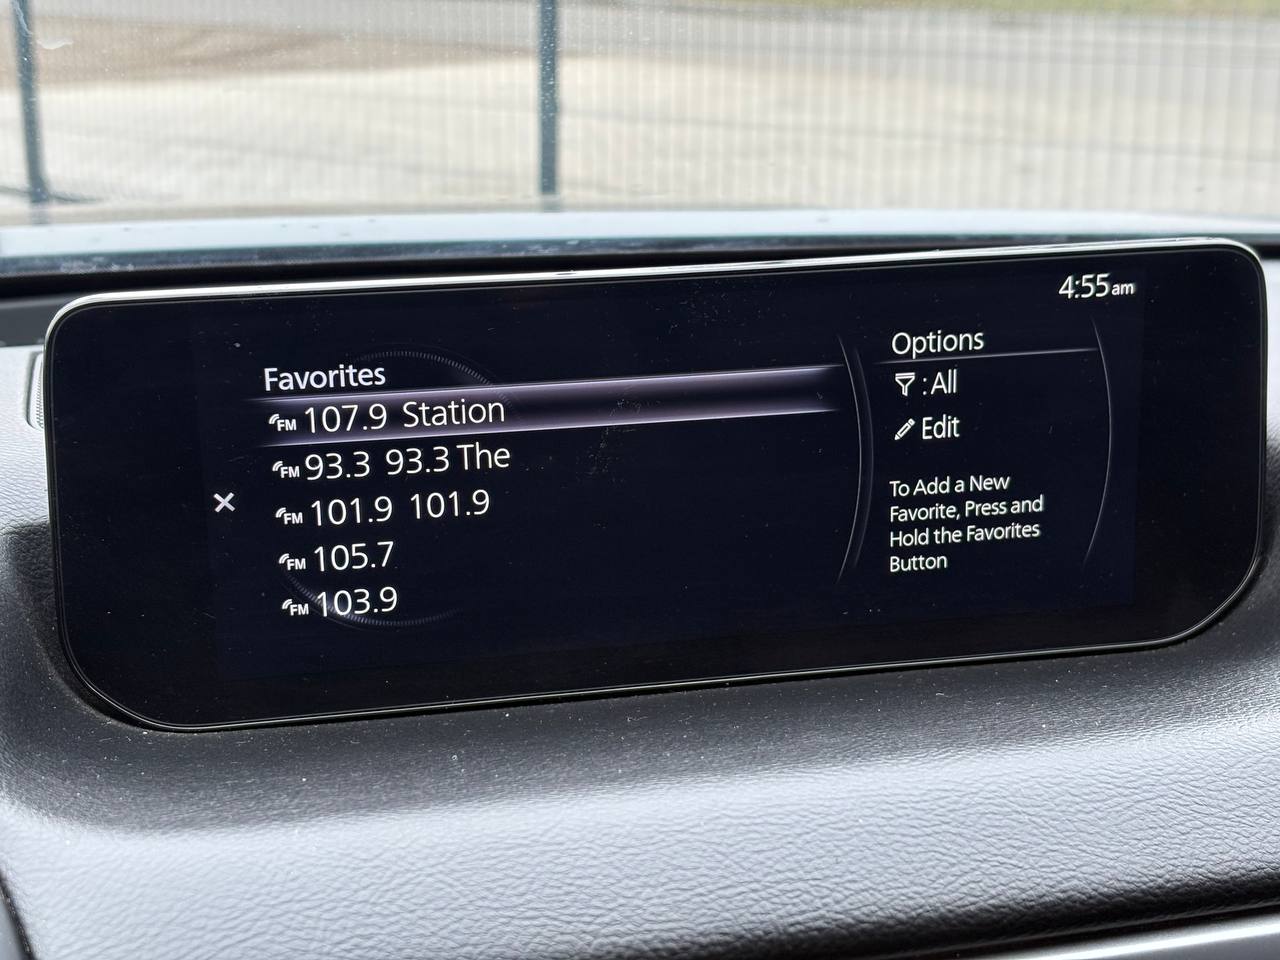 4:55am
Favorites
FM 107.9 Station
FM 93.3 93.3 The
FM 101.9 101.9
FM 105.7
FM 103.9
Options
: All
Edit
To Add a New
Favorite, Press and
Hold the Favorites
Button